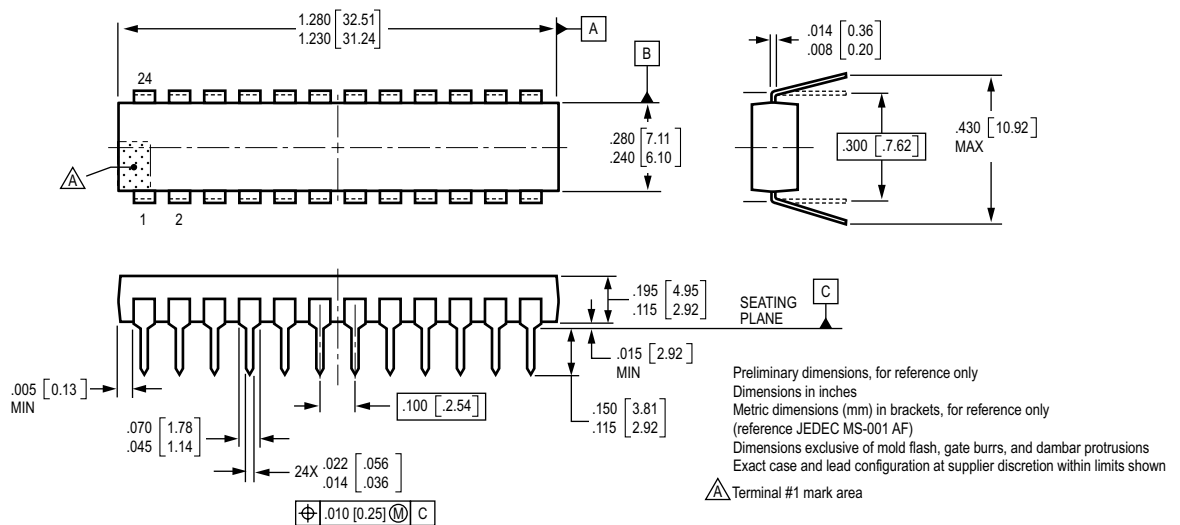 1.280 [32.51]
1.230 [31.24]
A
B
24
.280 [7.11]
.240 [6.10]
A
1 2
.014 [0.36]
.008 [0.20]
.300 [.7.62]
.430 [10.92]
MAX
.195 [4.95]
.115 [2.92]
SEATING
PLANE
C
.015 [2.92]
MIN
.005 [0.13]
MIN
.100 [.2.54]
.150 [3.81]
.115 [2.92]
.070 [1.78]
.045 [1.14]
24X .022 [.056]
.014 [.036]
⌖ .010 [0.25] Ⓜ C
Preliminary dimensions, for reference only
Dimensions in inches
Metric dimensions (mm) in brackets, for reference only
(reference JEDEC MS-001 AF)
Dimensions exclusive of mold flash, gate burrs, and dambar protrusions
Exact case and lead configuration at supplier discretion within limits shown
A Terminal #1 mark area